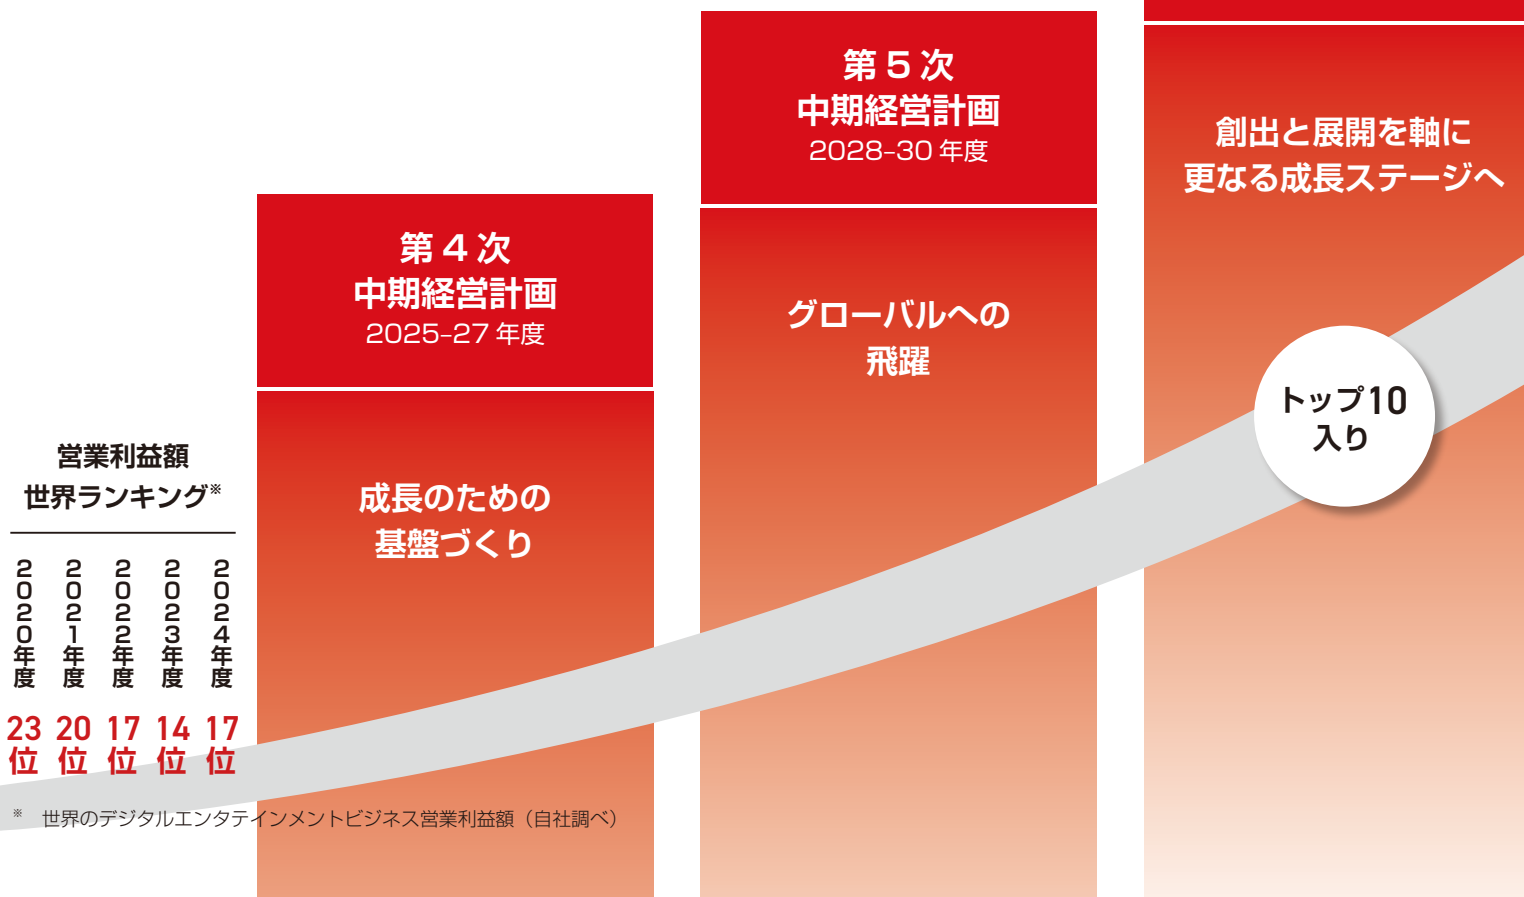 第5次
中期経営計画
2028-30年度
創出と展開を軸に
更なる成長ステージへ
第4次
中期経営計画
2025-27年度
グローバルへの
飛躍
トップ10
入り
営業利益額
世界ランキング※
成長のための
基盤づくり
2020年度
2021年度
2022年度
2023年度
2024年度
23位
20位
17位
14位
17位
※ 世界のデジタルエンタテインメントビジネス営業利益額（自社調べ）